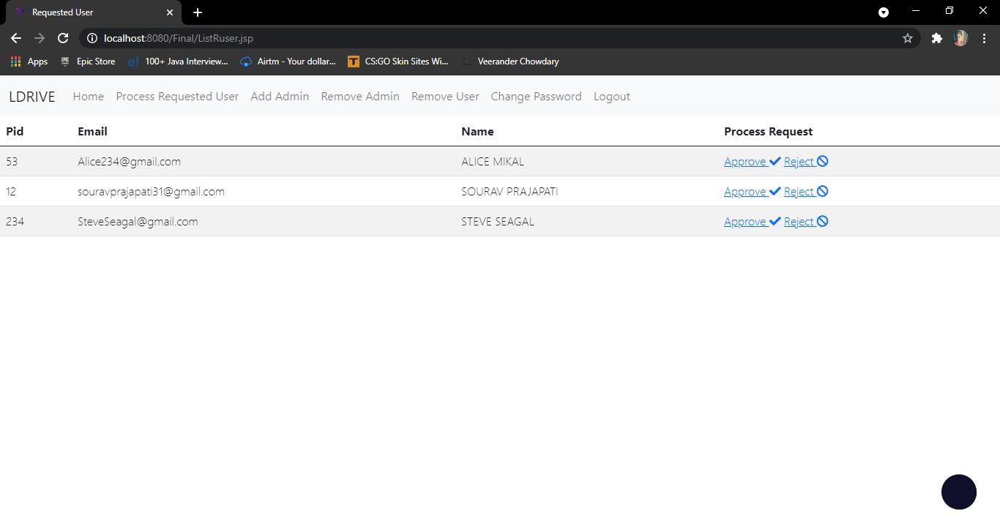 Requested User
localhost:8080/Final/ListRuser.jsp
Apps Epic Store 100+ Java Interview... Airtm - Your dollar... CS:GO Skin Sites Wi... Veerander Chowdary
LDRIVE Home Process Requested User Add Admin Remove Admin Remove User Change Password Logout
Pid Email Name Process Request
53 Alice234@gmail.com ALICE MIKAL Approve Reject
12 souravprajapati31@gmail.com SOURAV PRAJAPATI Approve Reject
234 SteveSeagal@gmail.com STEVE SEAGAL Approve Reject